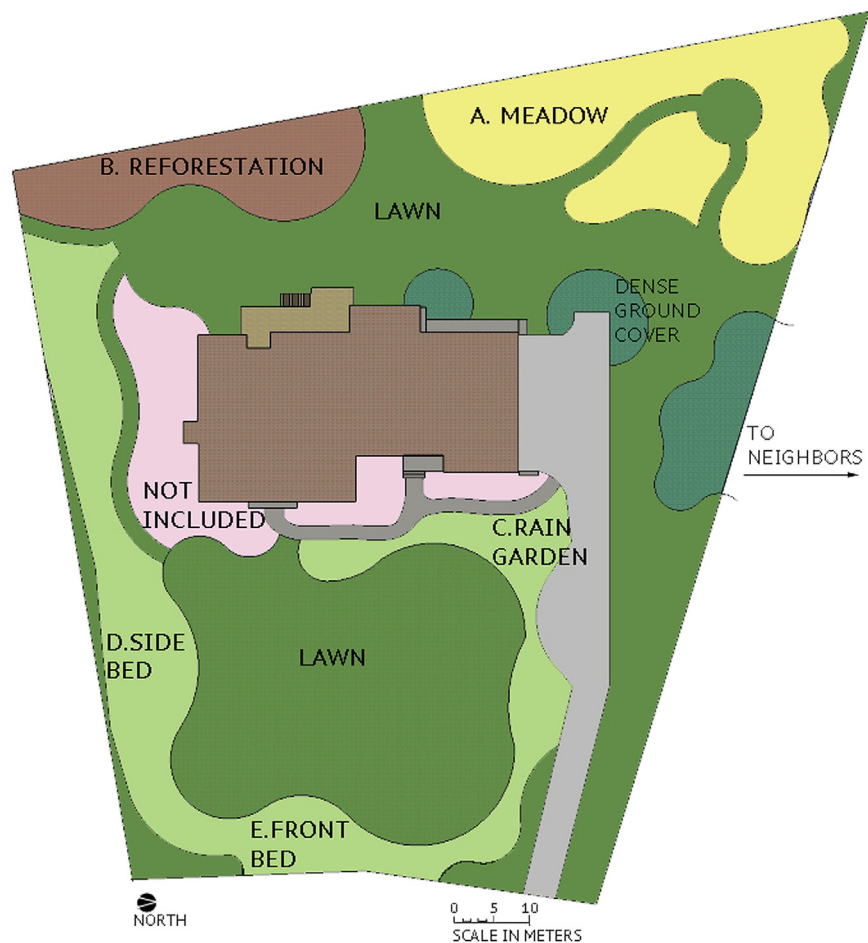 A. MEADOW
B. REFORESTATION
LAWN
DENSE
GROUND
COVER
TO
NEIGHBORS
NOT
INCLUDED
C.RAIN
GARDEN
D.SIDE
BED
LAWN
E.FRONT
BED
NORTH
0 5 10
SCALE IN METERS